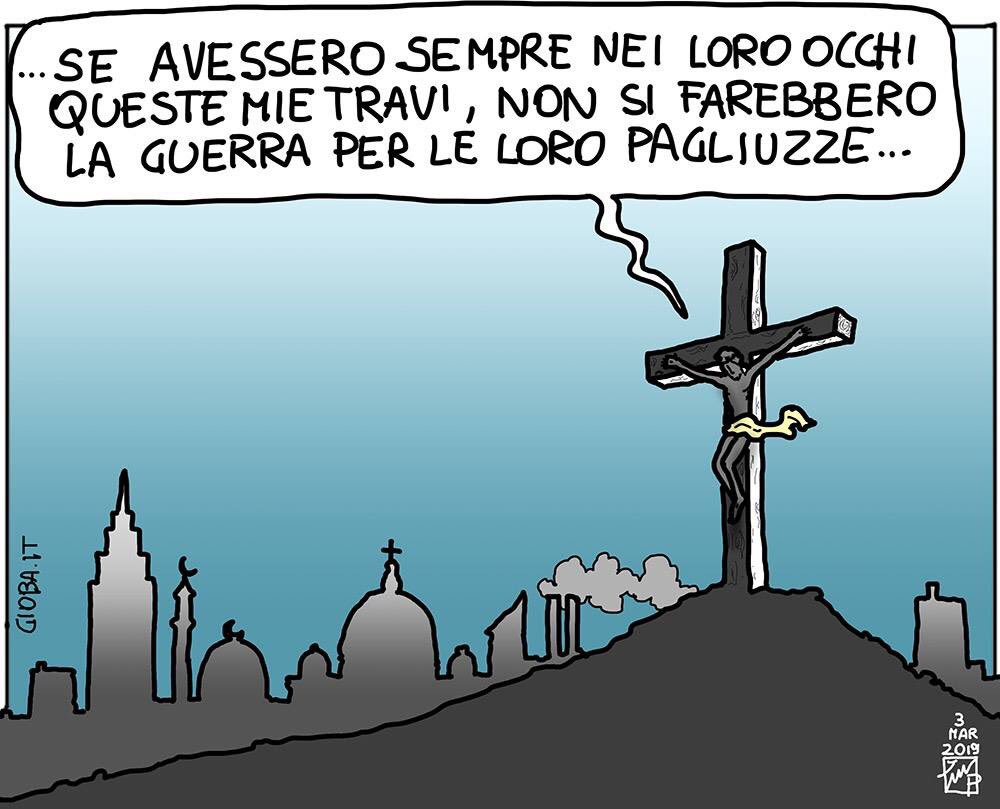 ...SE AVESSERO SEMPRE NEI LORO OCCHI
QUESTE MIE TRAVI, NON SI FAREBBERO
LA GUERRA PER LE LORO PAGLIUZZE...
GIOBA.IT
3
MAR
2019